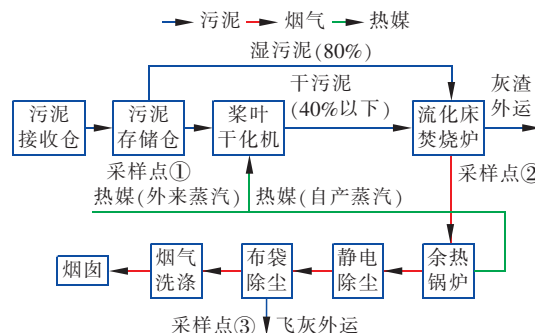 污泥 烟气 热媒
湿污泥(80%)
干污泥
(40%以下)
灰渣
外运
污泥
接收仓
污泥
存储仓
桨叶
干化机
流化床
焚烧炉
采样点①
采样点②
热媒(外来蒸汽) 热媒(自产蒸汽)
烟囱
烟气
洗涤
布袋
除尘
静电
除尘
余热
锅炉
采样点③ 飞灰外运